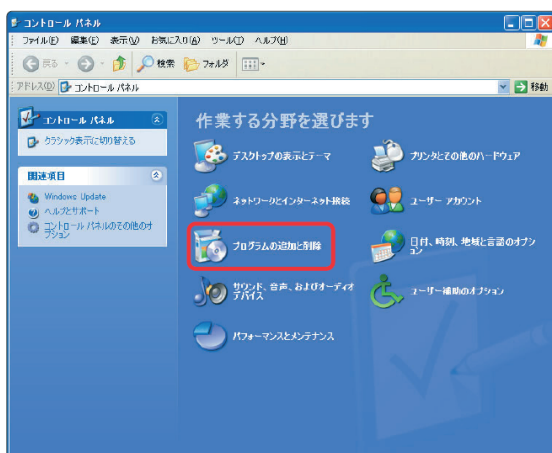 コントロール パネル
ファイル(F) 編集(E) 表示(V) お気に入り(A) ツール(T) ヘルプ(H)
戻る 検索 フォルダ
アドレス(D) コントロール パネル 移動
コントロール パネル
クラシック表示に切り替える
関連項目
Windows Update
ヘルプとサポート
コントロール パネルのその他のオ
プション
作業する分野を選びます
デスクトップの表示とテーマ
プリンタとその他のハードウェア
ネットワークとインターネット接続
ユーザー アカウント
プログラムの追加と削除
日付、時刻、地域と言語のオプシ
ョン
サウンド、音声、およびオーディオ
デバイス
ユーザー補助のオプション
パフォーマンスとメンテナンス